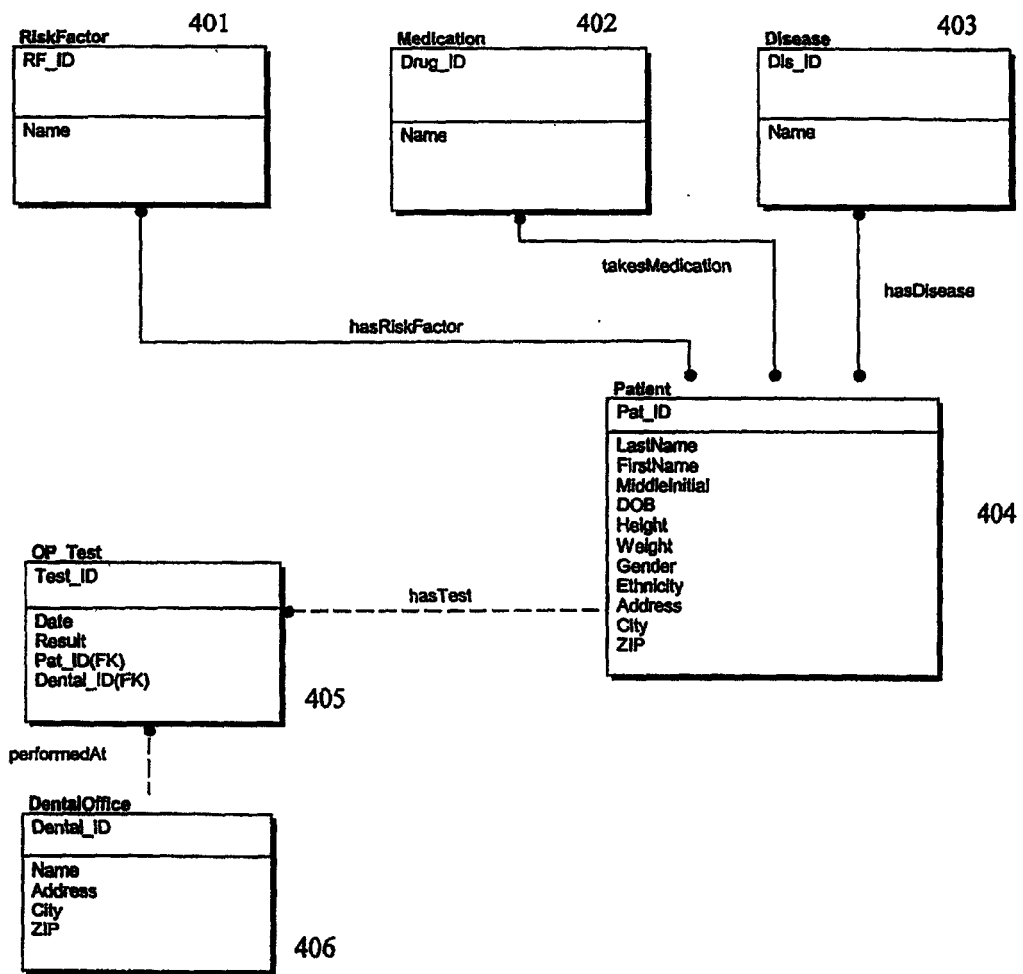 401
RiskFactor
RF_ID
Name
402
Medication
Drug_ID
Name
403
Disease
Dis_ID
Name
takesMedication
hasDisease
hasRiskFactor
Patient
Pat_ID
LastName
FirstName
MiddleInitial
DOB
Height
Weight
Gender
Ethnicity
Address
City
ZIP
404
OP_Test
Test_ID
Date
Result
Pat_ID(FK)
Dental_ID(FK)
405
hasTest
performedAt
DentalOffice
Dental_ID
Name
Address
City
ZIP
406